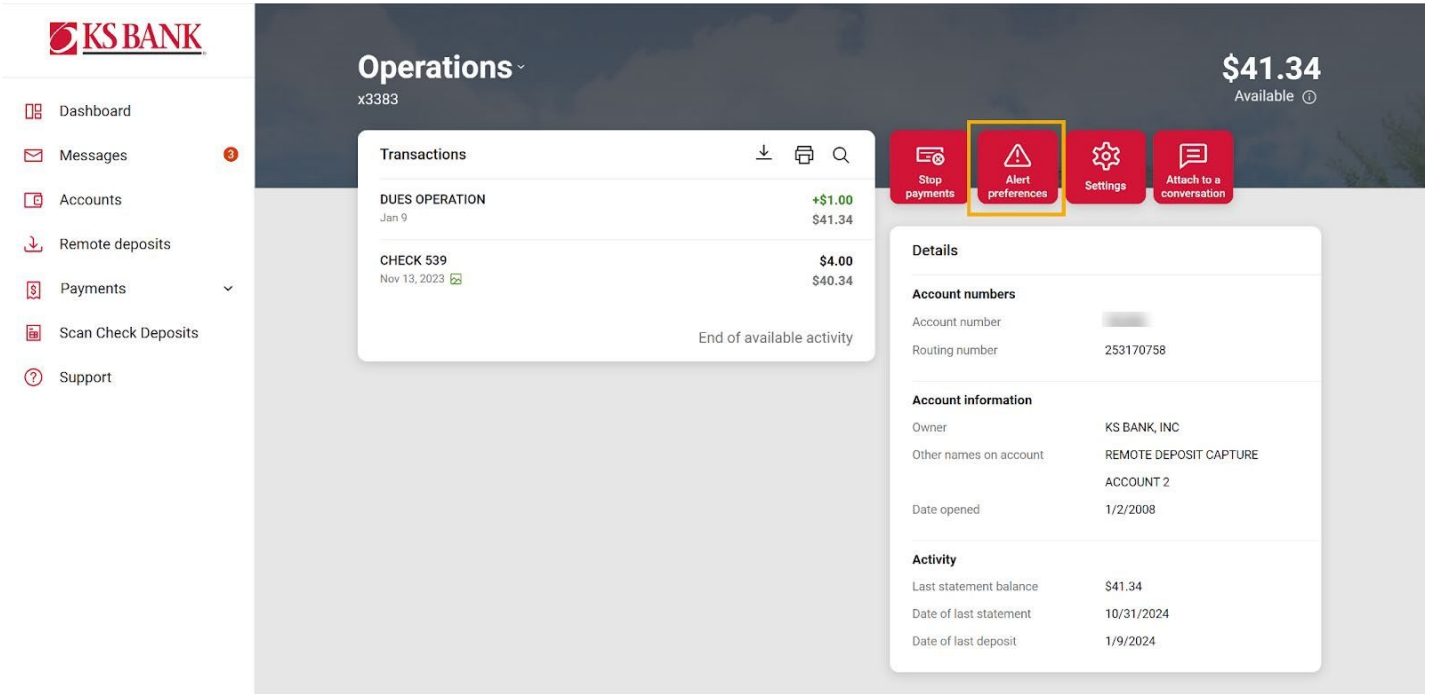 KS BANK
Dashboard
Messages 3
Accounts
Remote deposits
Payments
Scan Check Deposits
Support
Operations
x3383
$41.34
Available
Transactions
DUES OPERATION +$1.00
Jan 9 $41.34
CHECK 539 $4.00
Nov 13, 2023 $40.34
End of available activity
Stop
payments
Alert
preferences
Settings
Attach to a
conversation
Details
Account numbers
Account number
Routing number 253170758
Account information
Owner KS BANK, INC
Other names on account REMOTE DEPOSIT CAPTURE
ACCOUNT 2
Date opened 1/2/2008
Activity
Last statement balance $41.34
Date of last statement 10/31/2024
Date of last deposit 1/9/2024